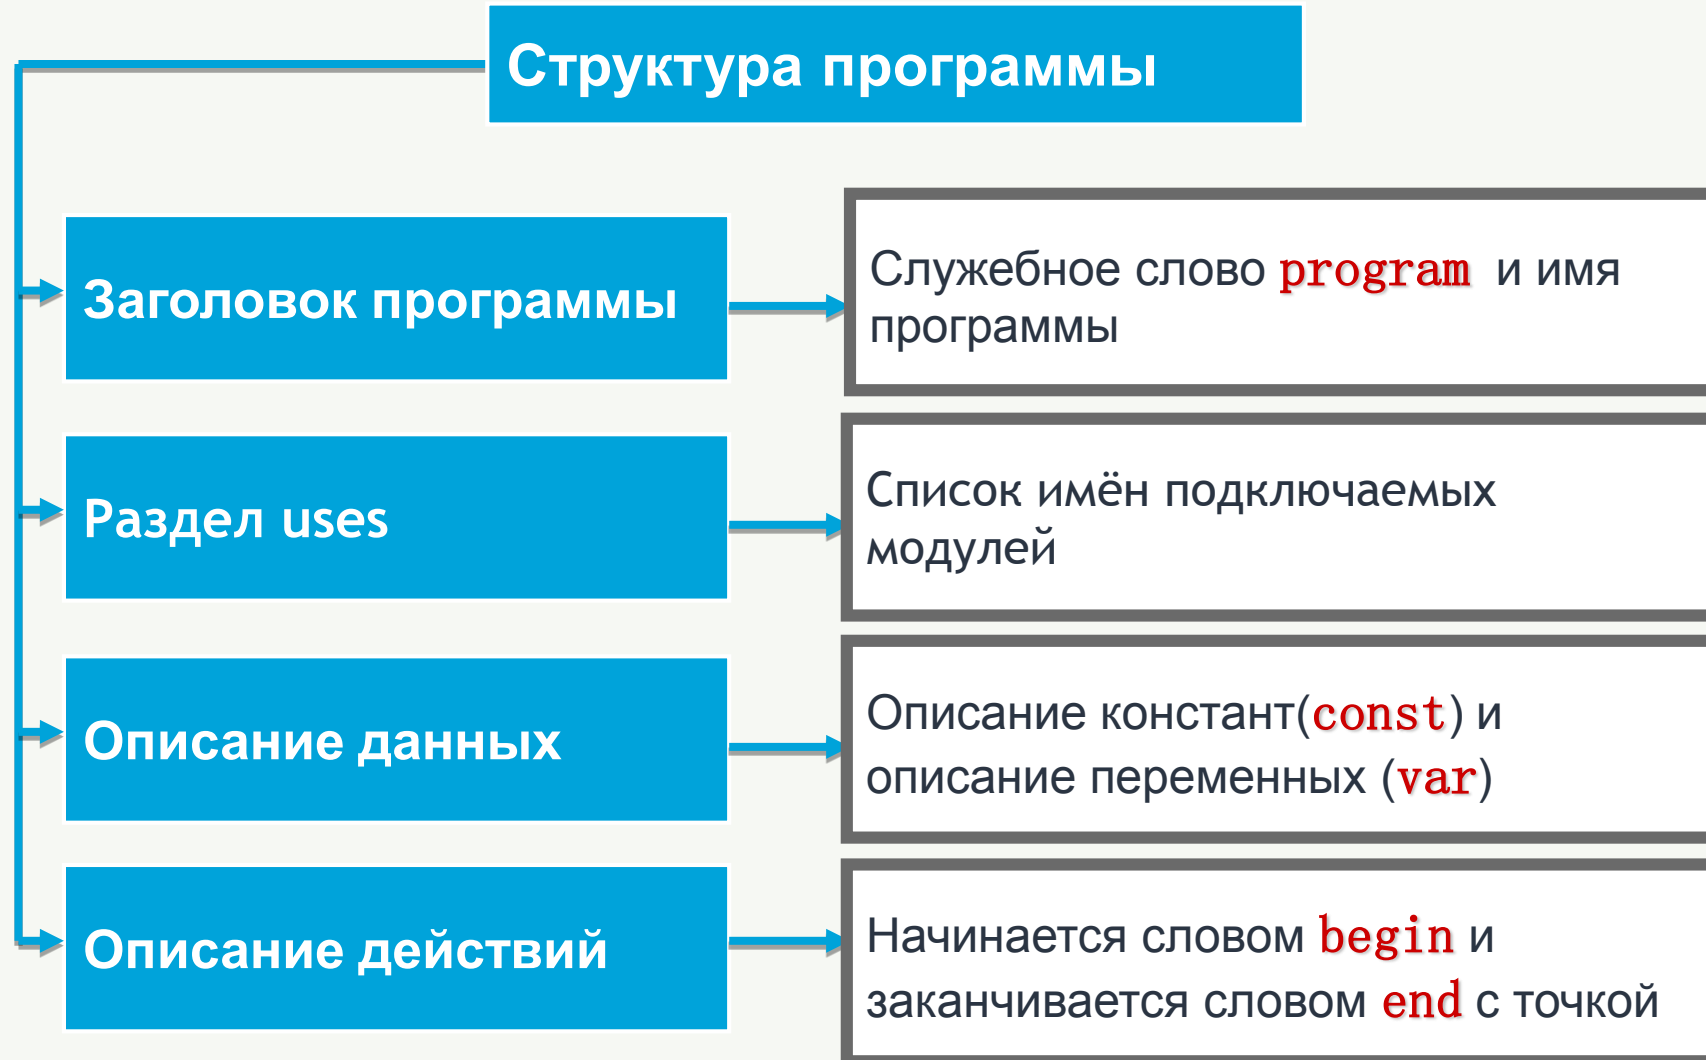 Структура программы
Заголовок программы
Служебное слово program и имя
программы
Раздел uses
Список имён подключаемых
модулей
Описание данных
Описание констант(const) и
описание переменных (var)
Описание действий
Начинается словом begin и
заканчивается словом end с точкой